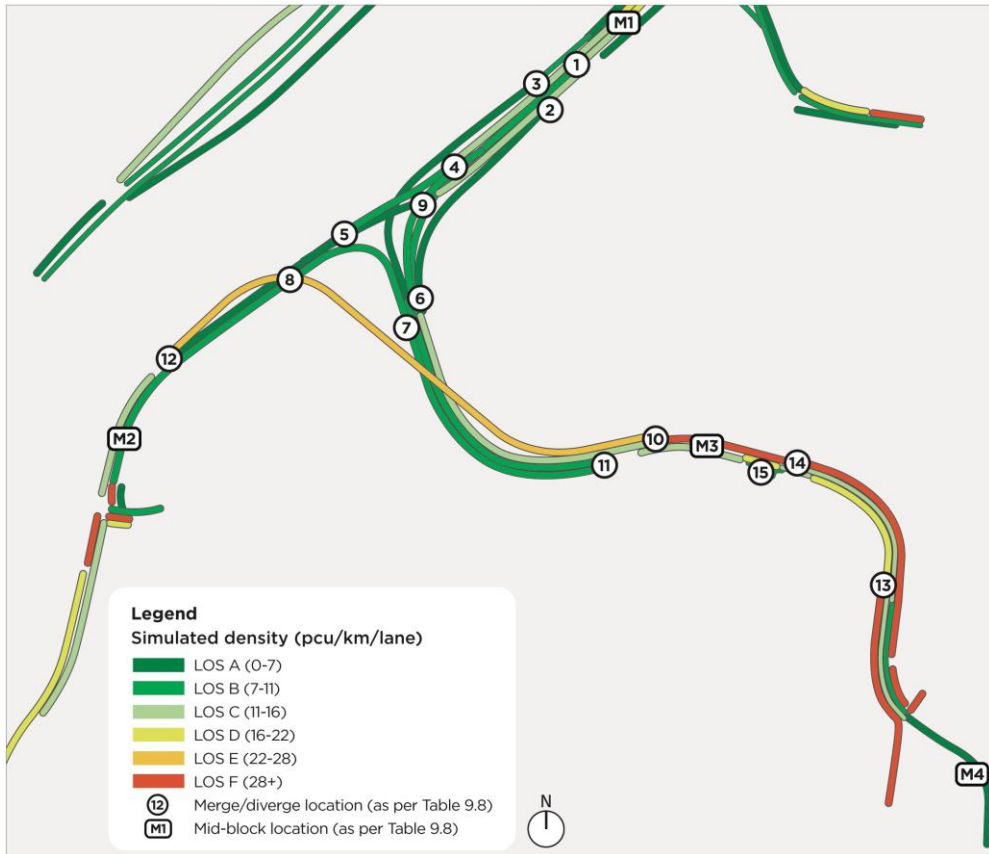 M1
1
3
2
4
9
5
8
6
7
12
M2
10
M3
14
11
15
13
M4
Legend
Simulated density (pcu/km/lane)
LOS A (0-7)
LOS B (7-11)
LOS C (11-16)
LOS D (16-22)
LOS E (22-28)
LOS F (28+)
12 Merge/diverge location (as per Table 9.8)
M1 Mid-block location (as per Table 9.8)
N